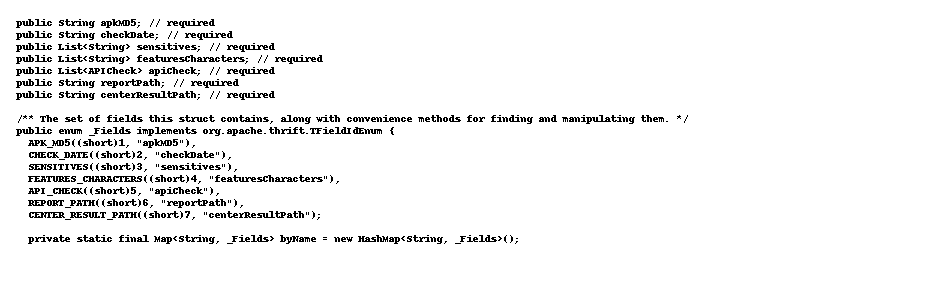 public String apkMD5; // required
public String checkDate; // required
public List<String> sensitives; // required
public List<String> featuresCharacters; // required
public List<APICheck> apiCheck; // required
public String reportPath; // required
public String centerResultPath; // required
/** The set of fields this struct contains, along with convenience methods for finding and manipulating them. */
public enum _Fields implements org.apache.thrift.TFieldIdEnum {
APK_MD5((short)1, "apkMD5"),
CHECK_DATE((short)2, "checkDate"),
SENSITIVES((short)3, "sensitives"),
FEATURES_CHARACTERS((short)4, "featuresCharacters"),
API_CHECK((short)5, "apiCheck"),
REPORT_PATH((short)6, "reportPath"),
CENTER_RESULT_PATH((short)7, "centerResultPath");
private static final Map<String, _Fields> byName = new HashMap<String, _Fields>();